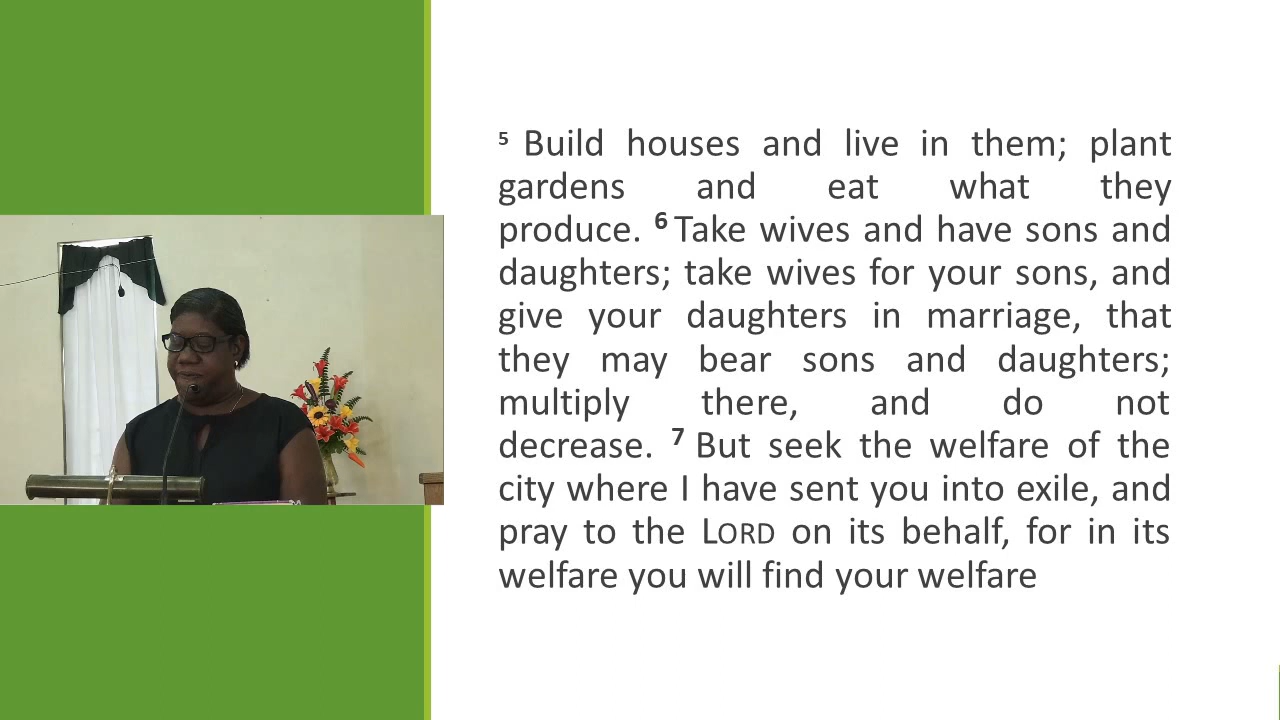 5 Build houses and live in them; plant
gardens and eat what they
produce. 6 Take wives and have sons and
daughters; take wives for your sons, and
give your daughters in marriage, that
they may bear sons and daughters;
multiply there, and do not
decrease. 7 But seek the welfare of the
city where I have sent you into exile, and
pray to the LORD on its behalf, for in its
welfare you will find your welfare